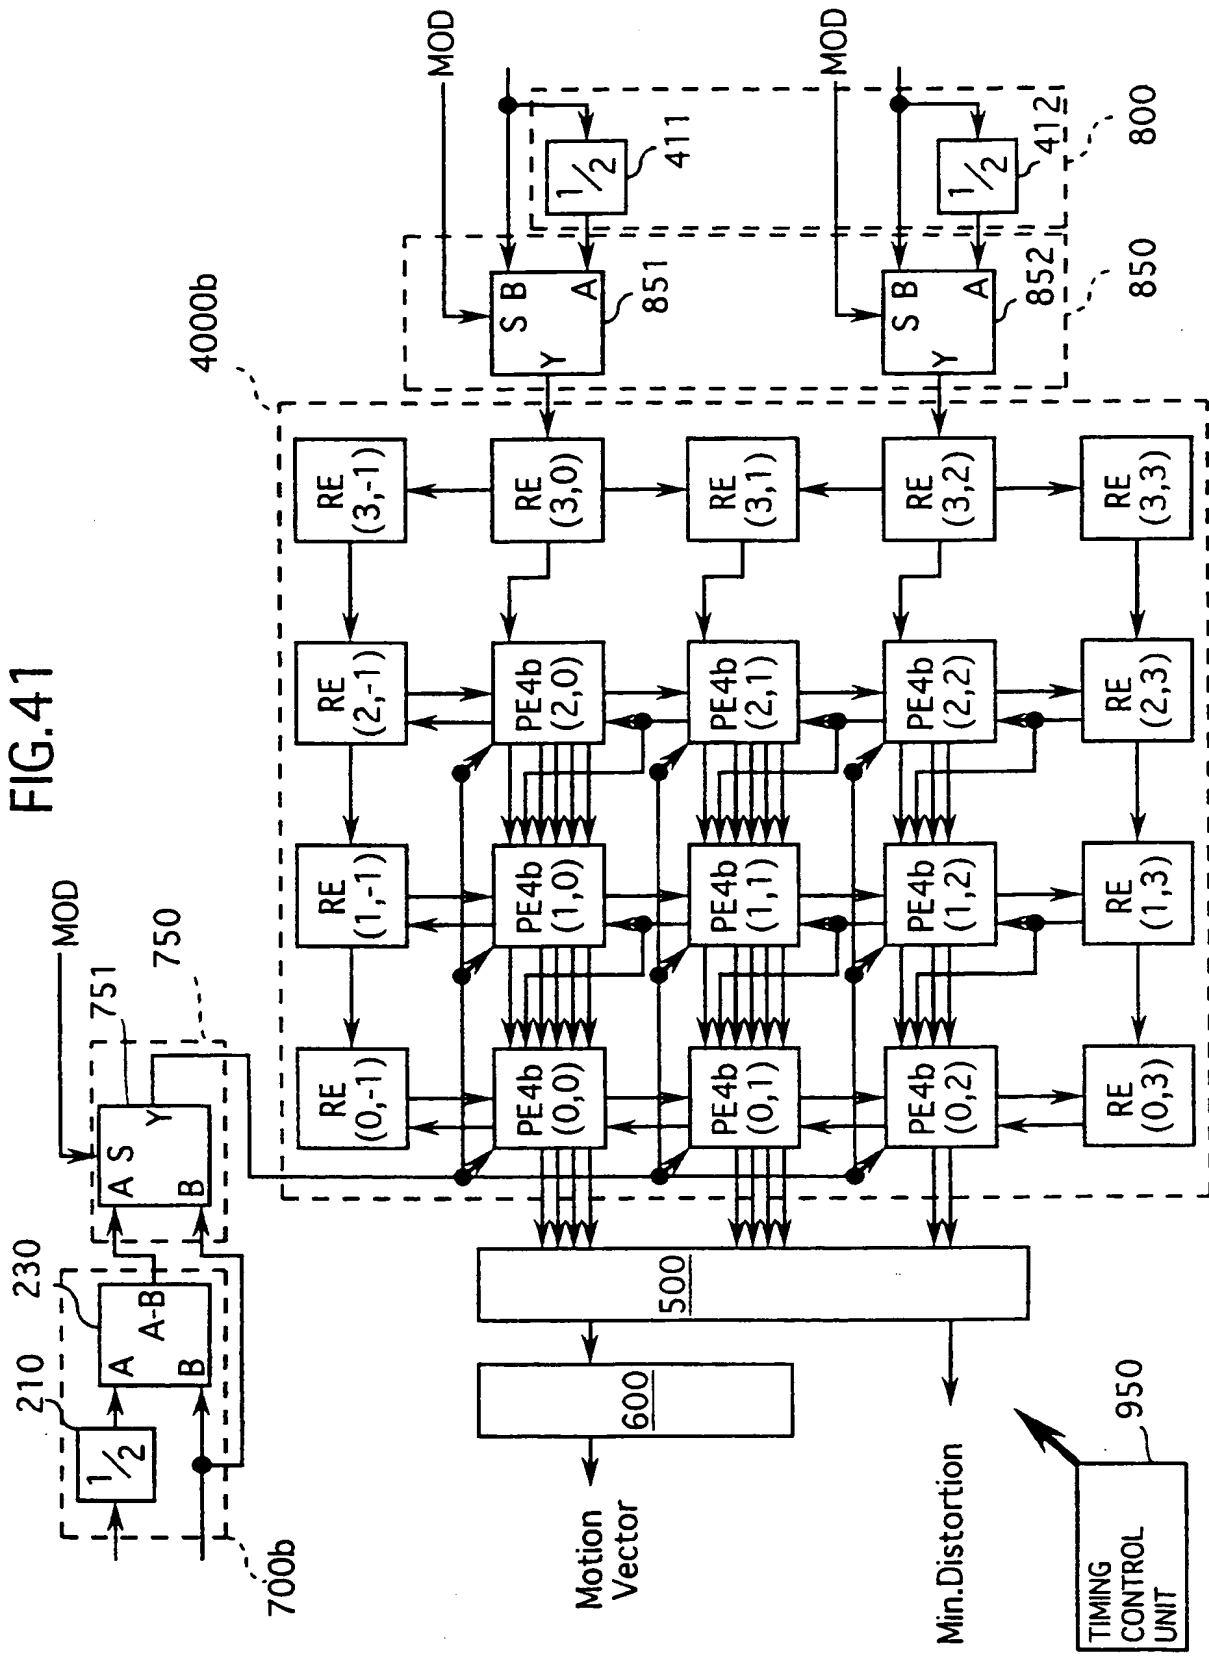 FIG.41
210
230
MOD
751
750
1/2
A
B
A-B
A S
B
Y
700b
4000b
RE
(0,-1)
RE
(1,-1)
RE
(2,-1)
RE
(3,-1)
PE4b
(0,0)
PE4b
(1,0)
PE4b
(2,0)
RE
(3,0)
PE4b
(0,1)
PE4b
(1,1)
PE4b
(2,1)
RE
(3,1)
PE4b
(0,2)
PE4b
(1,2)
PE4b
(2,2)
RE
(3,2)
RE
(0,3)
RE
(1,3)
RE
(2,3)
RE
(3,3)
MOD
S B
Y
A
851
1/2
411
MOD
S B
Y
A
852
1/2
412
850
800
500
600
Motion
Vector
Min.Distortion
950
TIMING
CONTROL
UNIT